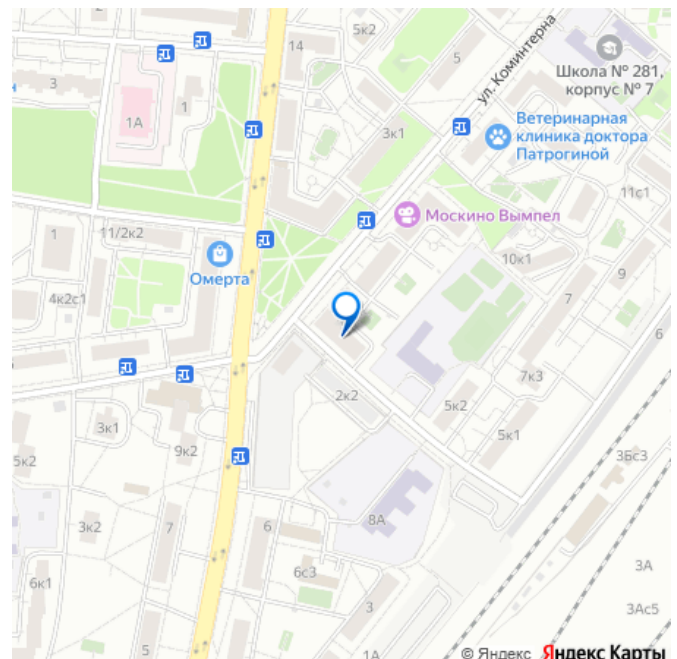 2
14
5к2
5
ул. Коминтерна
Школа № 281,
корпус № 7
3
1А
1
3к1
Ветеринарная
клиника доктора
Патрогиной
11с1
1
11/2к2
Москино Вымпел
Омерта
10к1
9
4к2с1
7
6
7к3
2к2
5к2
5к1
3к1
9к2
5к2
3Бс3
3к2
7
6
8А
6с3
6к1
3
3А
3Ас5
5
1А
© Яндекс Яндекс Карты